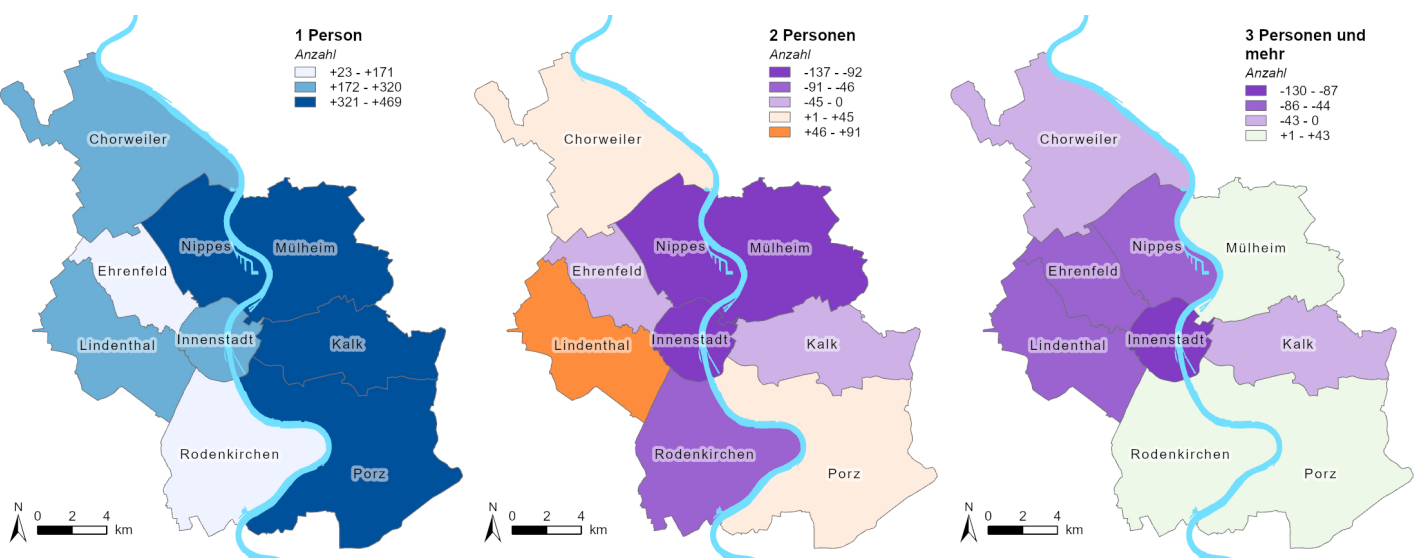 1 Person
Anzahl
+23 - +171
+172 - +320
+321 - +469
Chorweiler
Nippes
Mülheim
Ehrenfeld
Lindenthal
Innenstadt
Kalk
Rodenkirchen
Porz
N
0 2 4
km
2 Personen
Anzahl
-137 - -92
-91 - -46
-45 - 0
+1 - +45
+46 - +91
Chorweiler
Nippes
Mülheim
Ehrenfeld
Lindenthal
Innenstadt
Kalk
Rodenkirchen
Porz
N
0 2 4
km
3 Personen und
mehr
Anzahl
-130 - -87
-86 - -44
-43 - 0
+1 - +43
Chorweiler
Nippes
Mülheim
Ehrenfeld
Lindenthal
Innenstadt
Kalk
Rodenkirchen
Porz
N
0 2 4
km